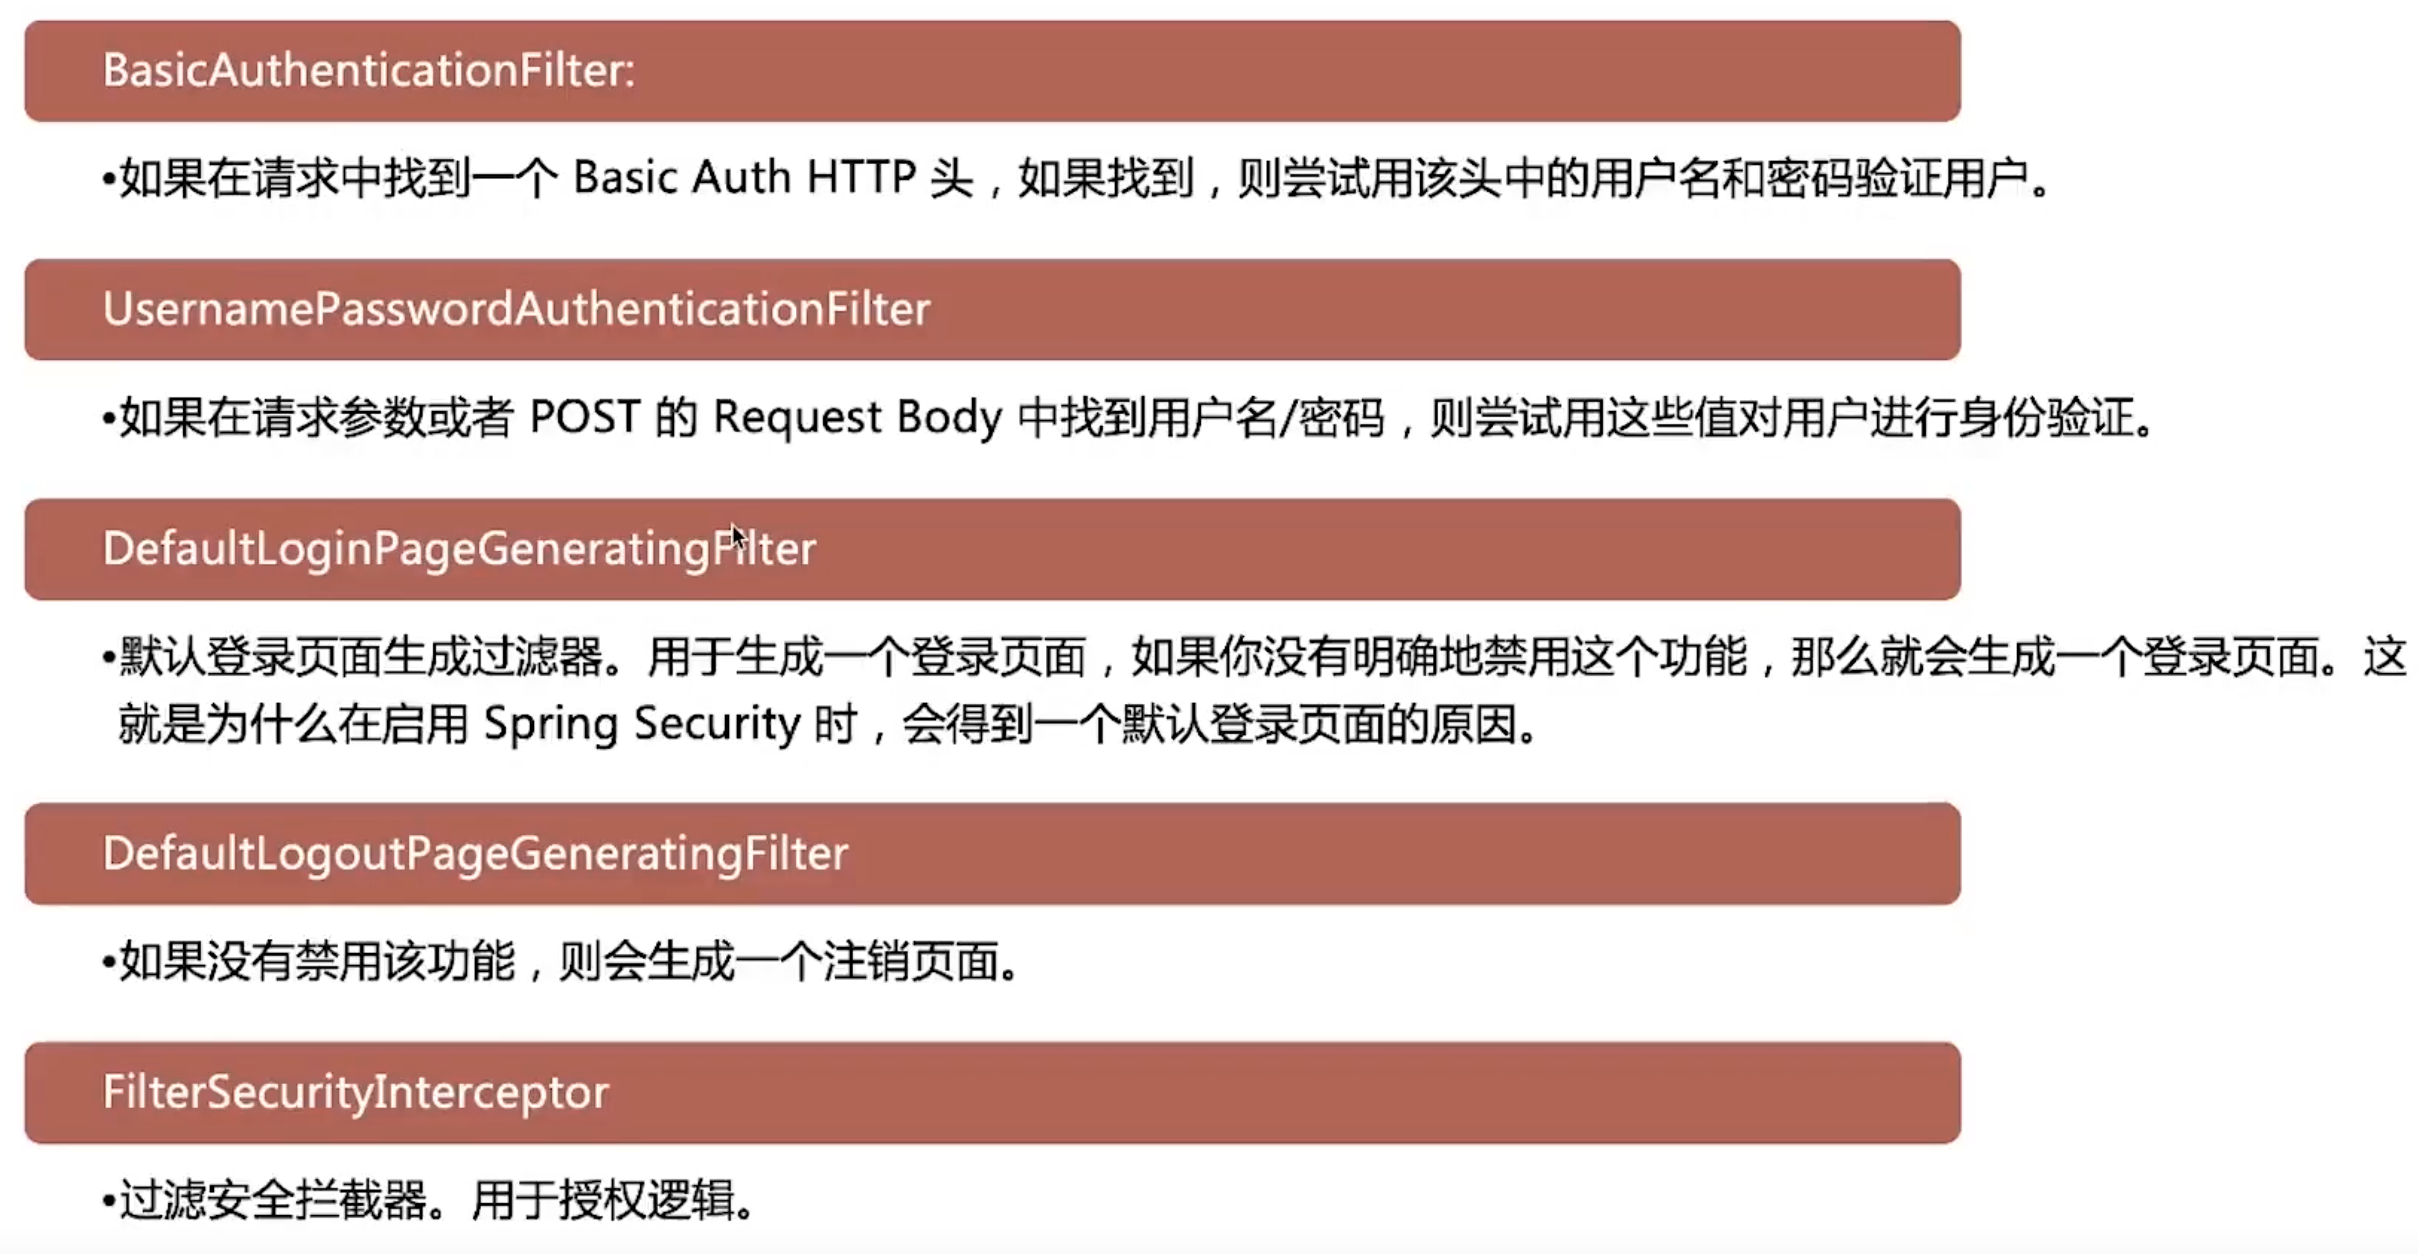 BasicAuthenticationFilter:
•如果在请求中找到一个 Basic Auth HTTP 头，如果找到，则尝试用该头中的用户名和密码验证用户。
UsernamePasswordAuthenticationFilter
•如果在请求参数或者 POST 的 Request Body 中找到用户名/密码，则尝试用这些值对用户进行身份验证。
DefaultLoginPageGeneratingFilter
•默认登录页面生成过滤器。用于生成一个登录页面，如果你没有明确地禁用这个功能，那么就会生成一个登录页面。这
就是为什么在启用 Spring Security 时，会得到一个默认登录页面的原因。
DefaultLogoutPageGeneratingFilter
•如果没有禁用该功能，则会生成一个注销页面。
FilterSecurityInterceptor
•过滤安全拦截器。用于授权逻辑。